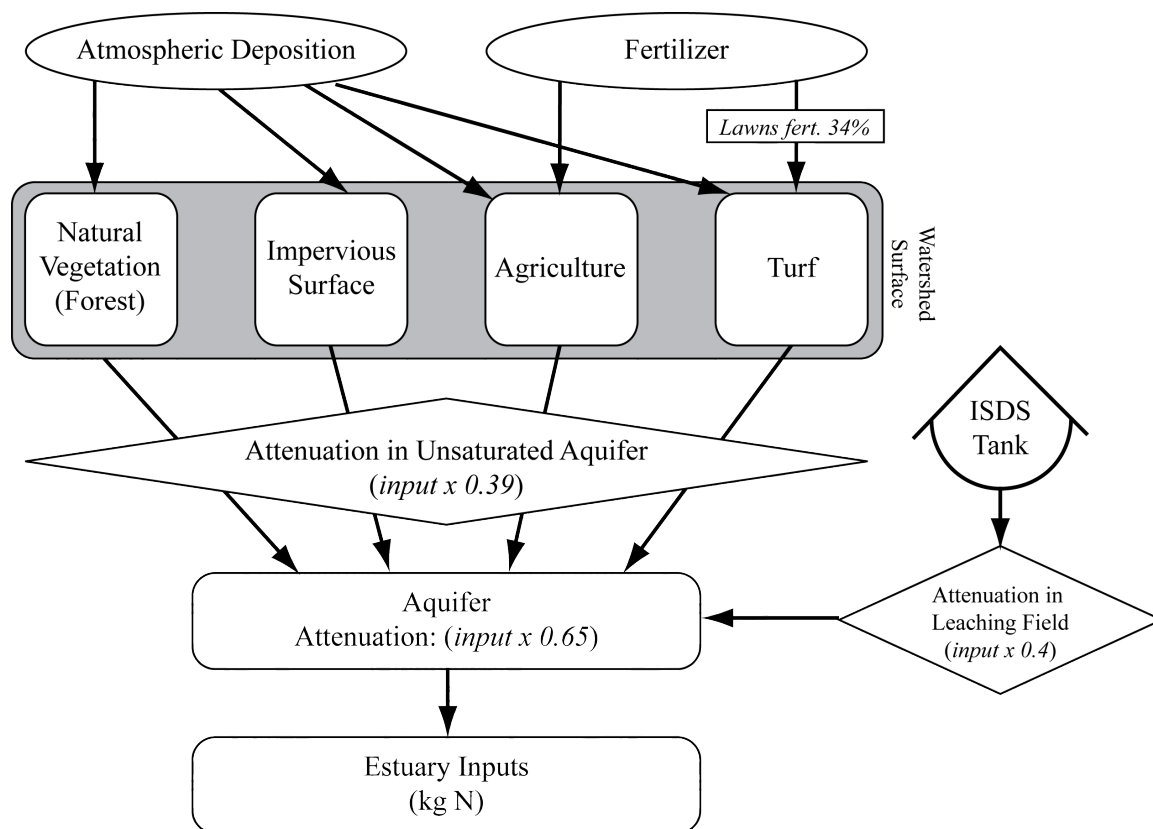 Atmospheric Deposition
Fertilizer
Lawns fert. 34%
Natural
Vegetation
(Forest)
Impervious
Surface
Agriculture
Turf
Watershed
Surface
ISDS
Tank
Attenuation in Unsaturated Aquifer
(input x 0.39)
Attenuation in
Leaching Field
(input x 0.4)
Aquifer
Attenuation: (input x 0.65)
Estuary Inputs
(kg N)